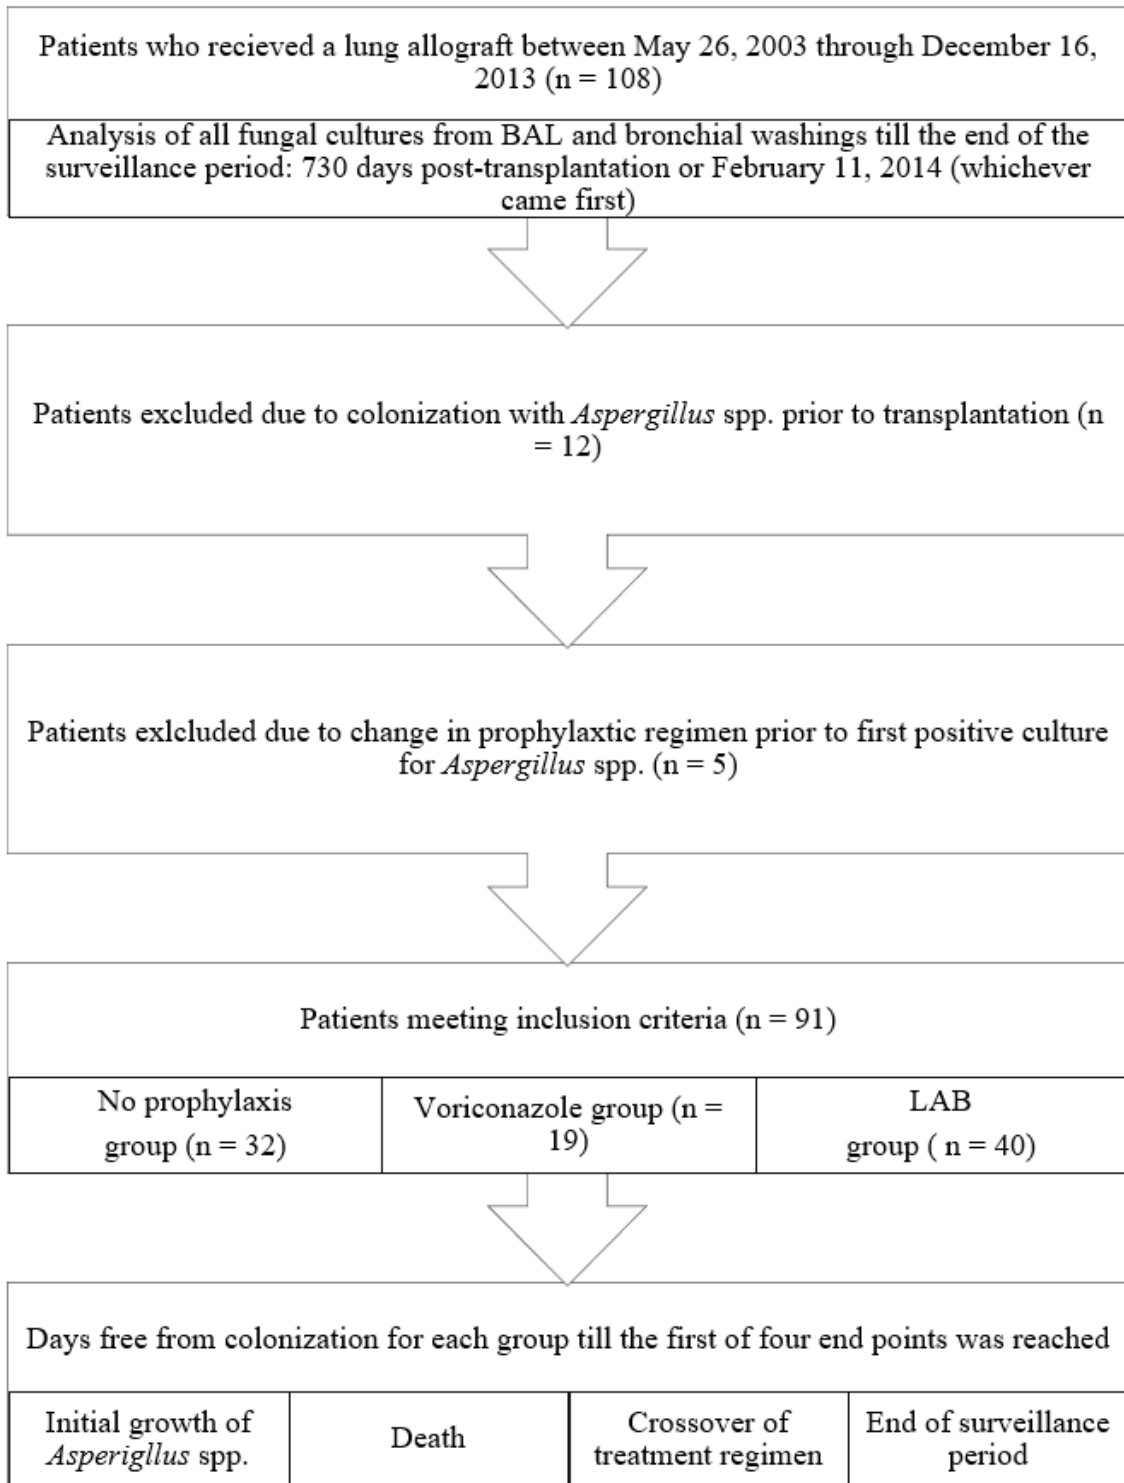 Patients who recieved a lung allograft between May 26, 2003 through December 16,
2013 (n = 108)
Analysis of all fungal cultures from BAL and bronchial washings till the end of the
surveillance period: 730 days post-transplantation or February 11, 2014 (whichever
came first)
Patients excluded due to colonization with Aspergillus spp. prior to transplantation (n
= 12)
Patients exlcluded due to change in prophylaxtic regimen prior to first positive culture
for Aspergillus spp. (n = 5)
Patients meeting inclusion criteria (n = 91)
No prophylaxis
group (n = 32)
Voriconazole group (n =
19)
LAB
group ( n = 40)
Days free from colonization for each group till the first of four end points was reached
Initial growth of
Asperigllus spp.
Death
Crossover of
treatment regimen
End of surveillance
period